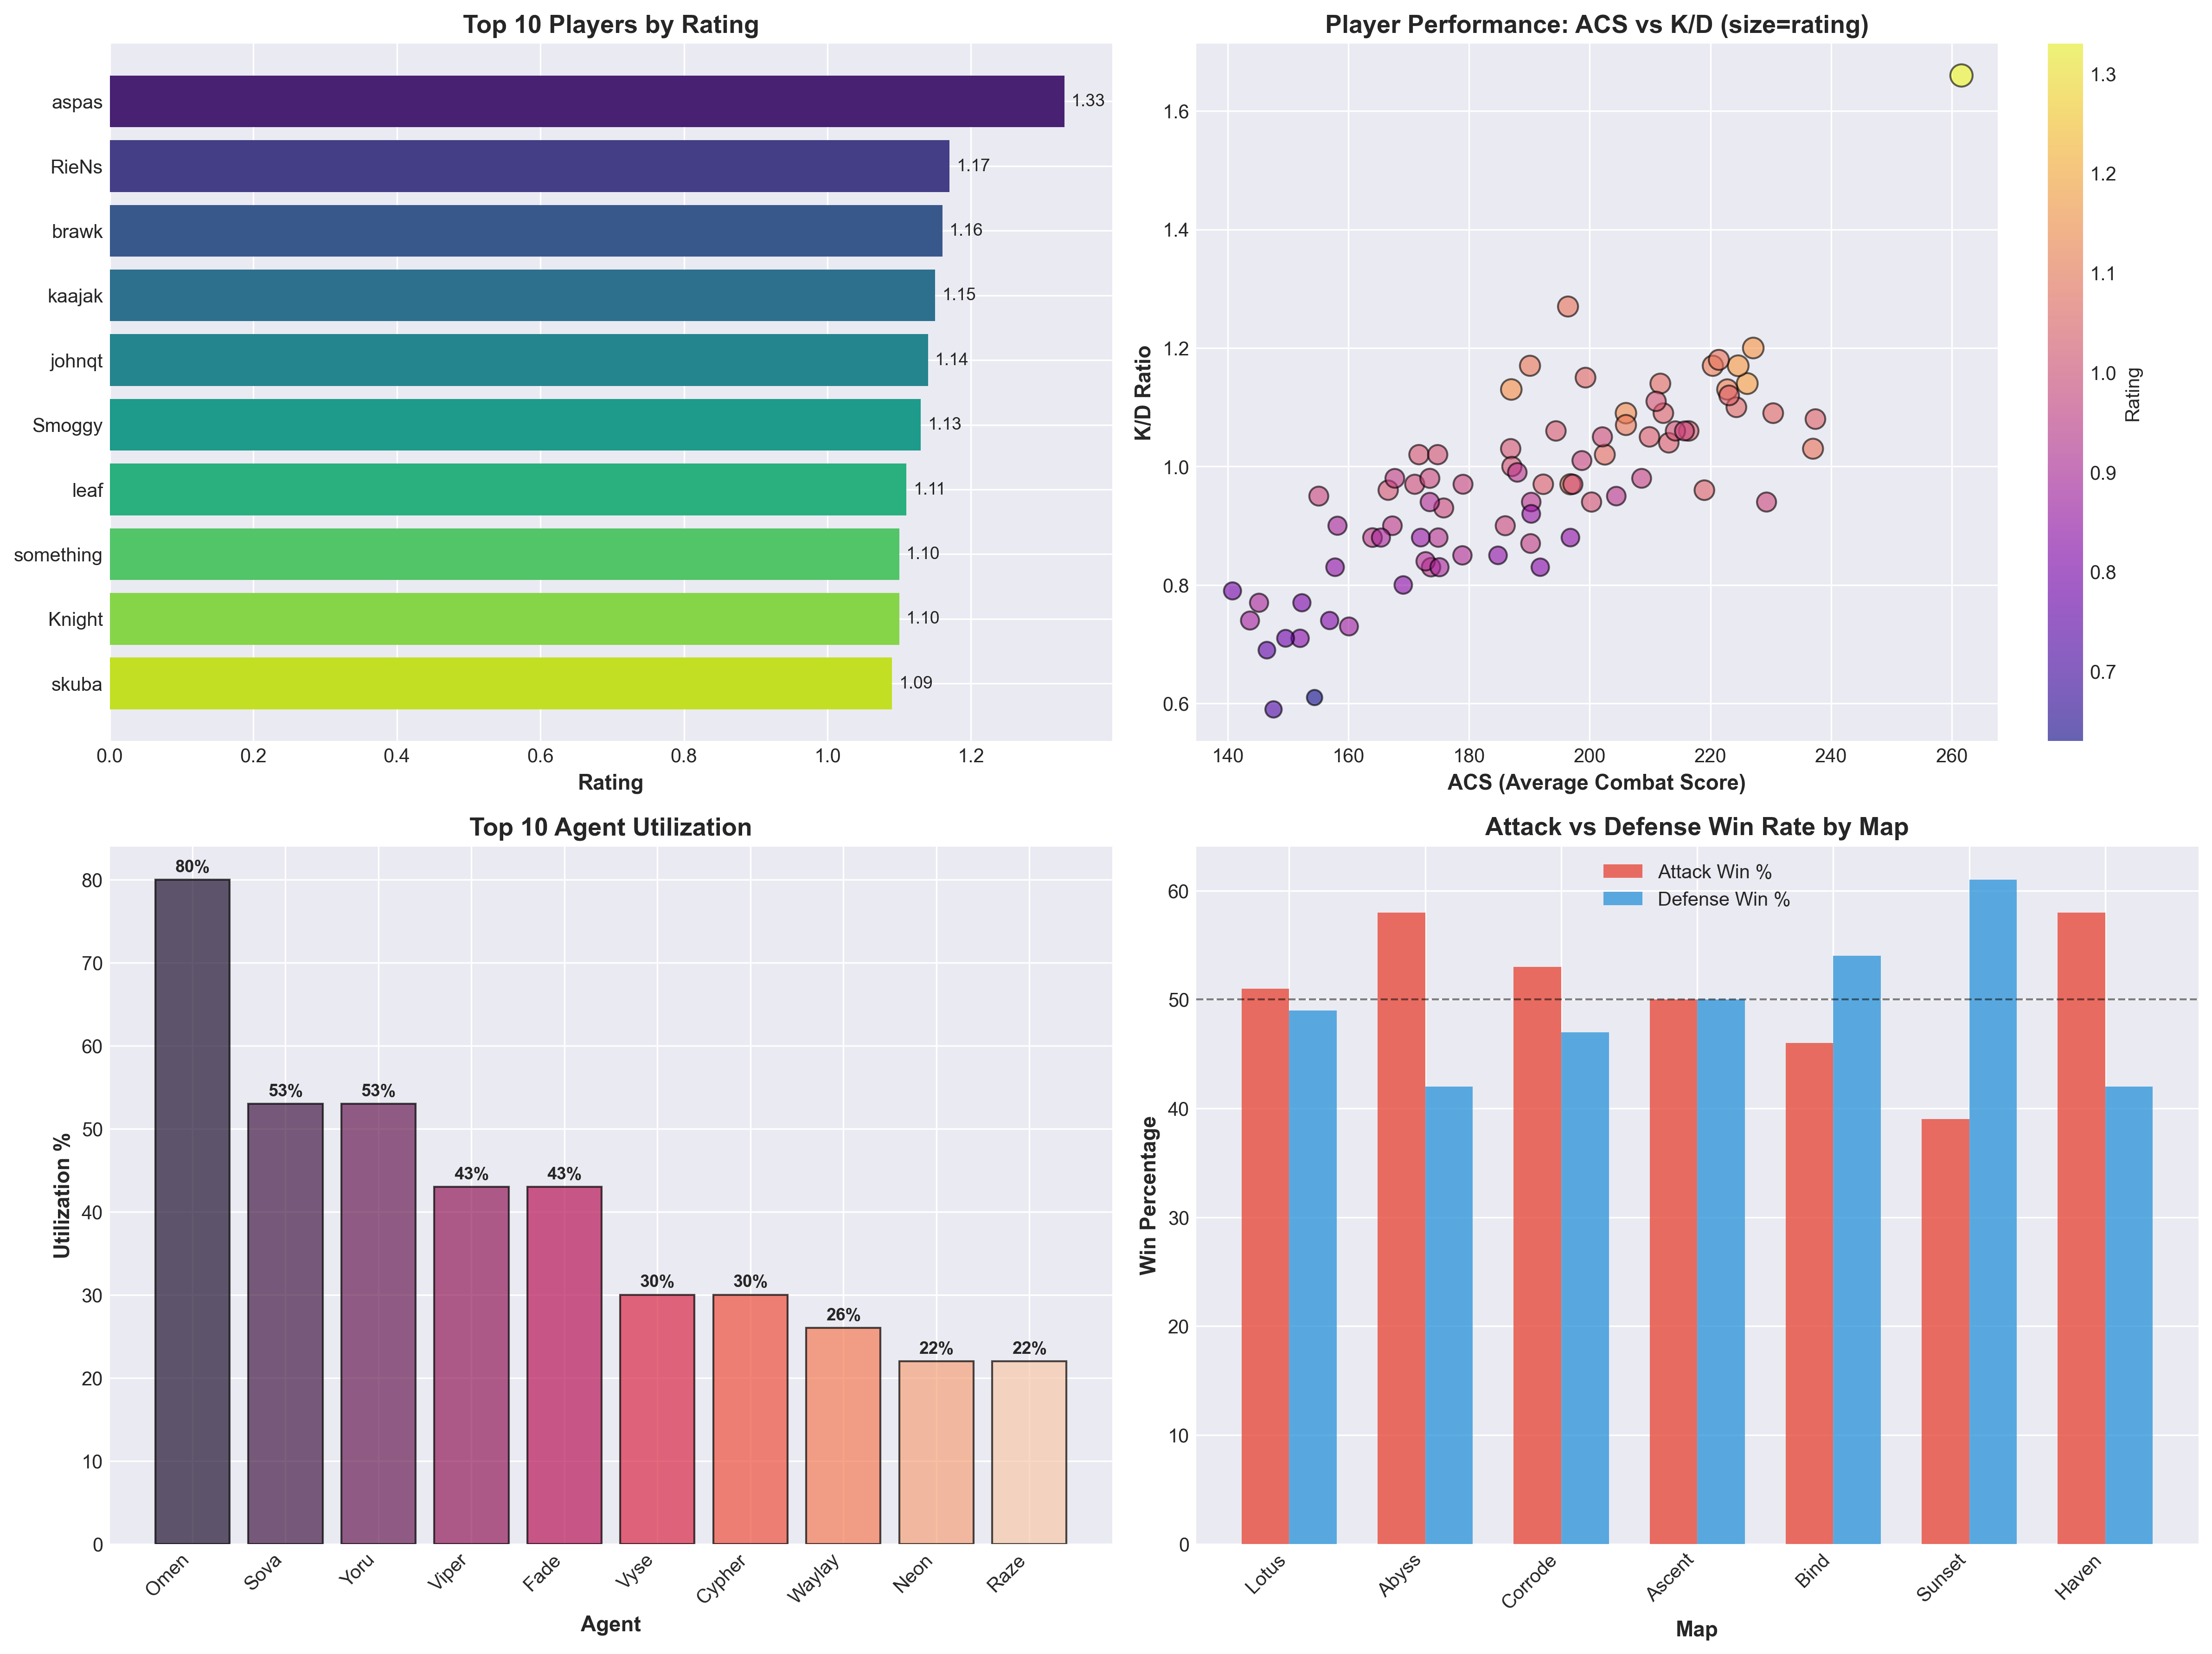 Top 10 Players by Rating
aspas
RieNs
brawk
kaajak
johnqt
Smoggy
leaf
something
Knight
skuba
1.33
1.17
1.16
1.15
1.14
1.13
1.11
1.10
1.10
1.09
0.0 0.2 0.4 0.6 0.8 1.0 1.2
Rating
Player Performance: ACS vs K/D (size=rating)
K/D Ratio
1.6
1.4
1.2
1.0
0.8
0.6
140 160 180 200 220 240 260
ACS (Average Combat Score)
1.3
1.2
1.1
1.0
0.9
0.8
0.7
Rating
Top 10 Agent Utilization
Utilization %
80
70
60
50
40
30
20
10
0
80%
53%
53%
43%
43%
30%
30%
26%
22%
22%
Omen
Sova
Yoru
Viper
Fade
Vyse
Cypher
Waylay
Neon
Raze
Agent
Attack vs Defense Win Rate by Map
Attack Win %
Defense Win %
Win Percentage
60
50
40
30
20
10
0
Lotus
Abyss
Corrode
Ascent
Bind
Sunset
Haven
Map